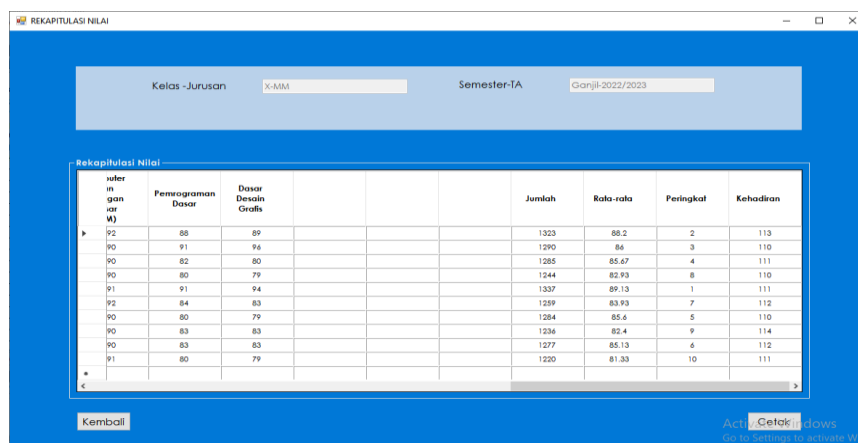 REKAPITULASI NILAI
Kelas -Jurusan X-MM Semester-TA Ganjil-2022/2023
Rekapitulasi Nilai
Pemrograman Dasar Dasar Desain Grafis Jumlah Rata-rata Peringkat Kehadiran
92 88 89 1323 88.2 2 113
90 91 96 1290 86 3 110
90 82 80 1285 85.67 4 111
90 80 79 1244 82.93 8 110
91 91 94 1337 89.13 1 111
92 84 83 1259 83.93 7 112
90 80 79 1284 85.6 5 110
90 83 83 1236 82.4 9 114
90 83 83 1277 85.13 6 112
91 80 79 1220 81.33 10 111
Kembali Cetak
Activate Windows
Go to Settings to activate W